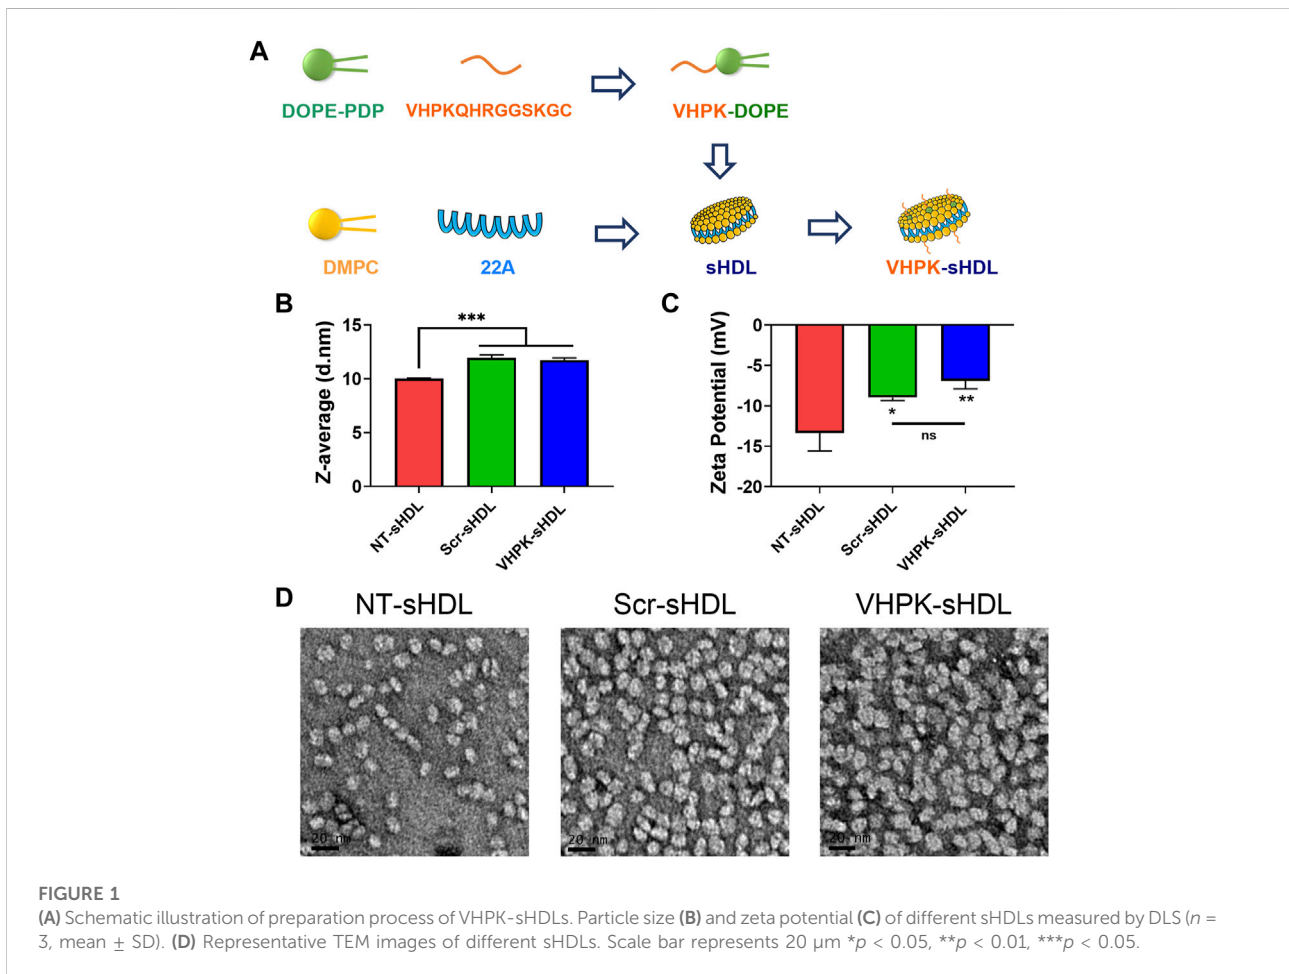 A
DOPE-PDP
VHPKQHRGGSKGC
VHPK-DOPE
DMPC
22A
sHDL
VHPK-sHDL
B
Z-average (d.nm)
15
10
5
0
***
NT-sHDL
Scr-sHDL
VHPK-sHDL
C
Zeta Potential (mV)
0
-5
-10
-15
-20
*
**
ns
NT-sHDL
Scr-sHDL
VHPK-sHDL
D
NT-sHDL
Scr-sHDL
VHPK-sHDL
20 nm
20 nm
20 nm
FIGURE 1
(A) Schematic illustration of preparation process of VHPK-sHDLs. Particle size (B) and zeta potential (C) of different sHDLs measured by DLS (n =
3, mean ± SD). (D) Representative TEM images of different sHDLs. Scale bar represents 20 μm *p < 0.05, **p < 0.01, ***p < 0.05.